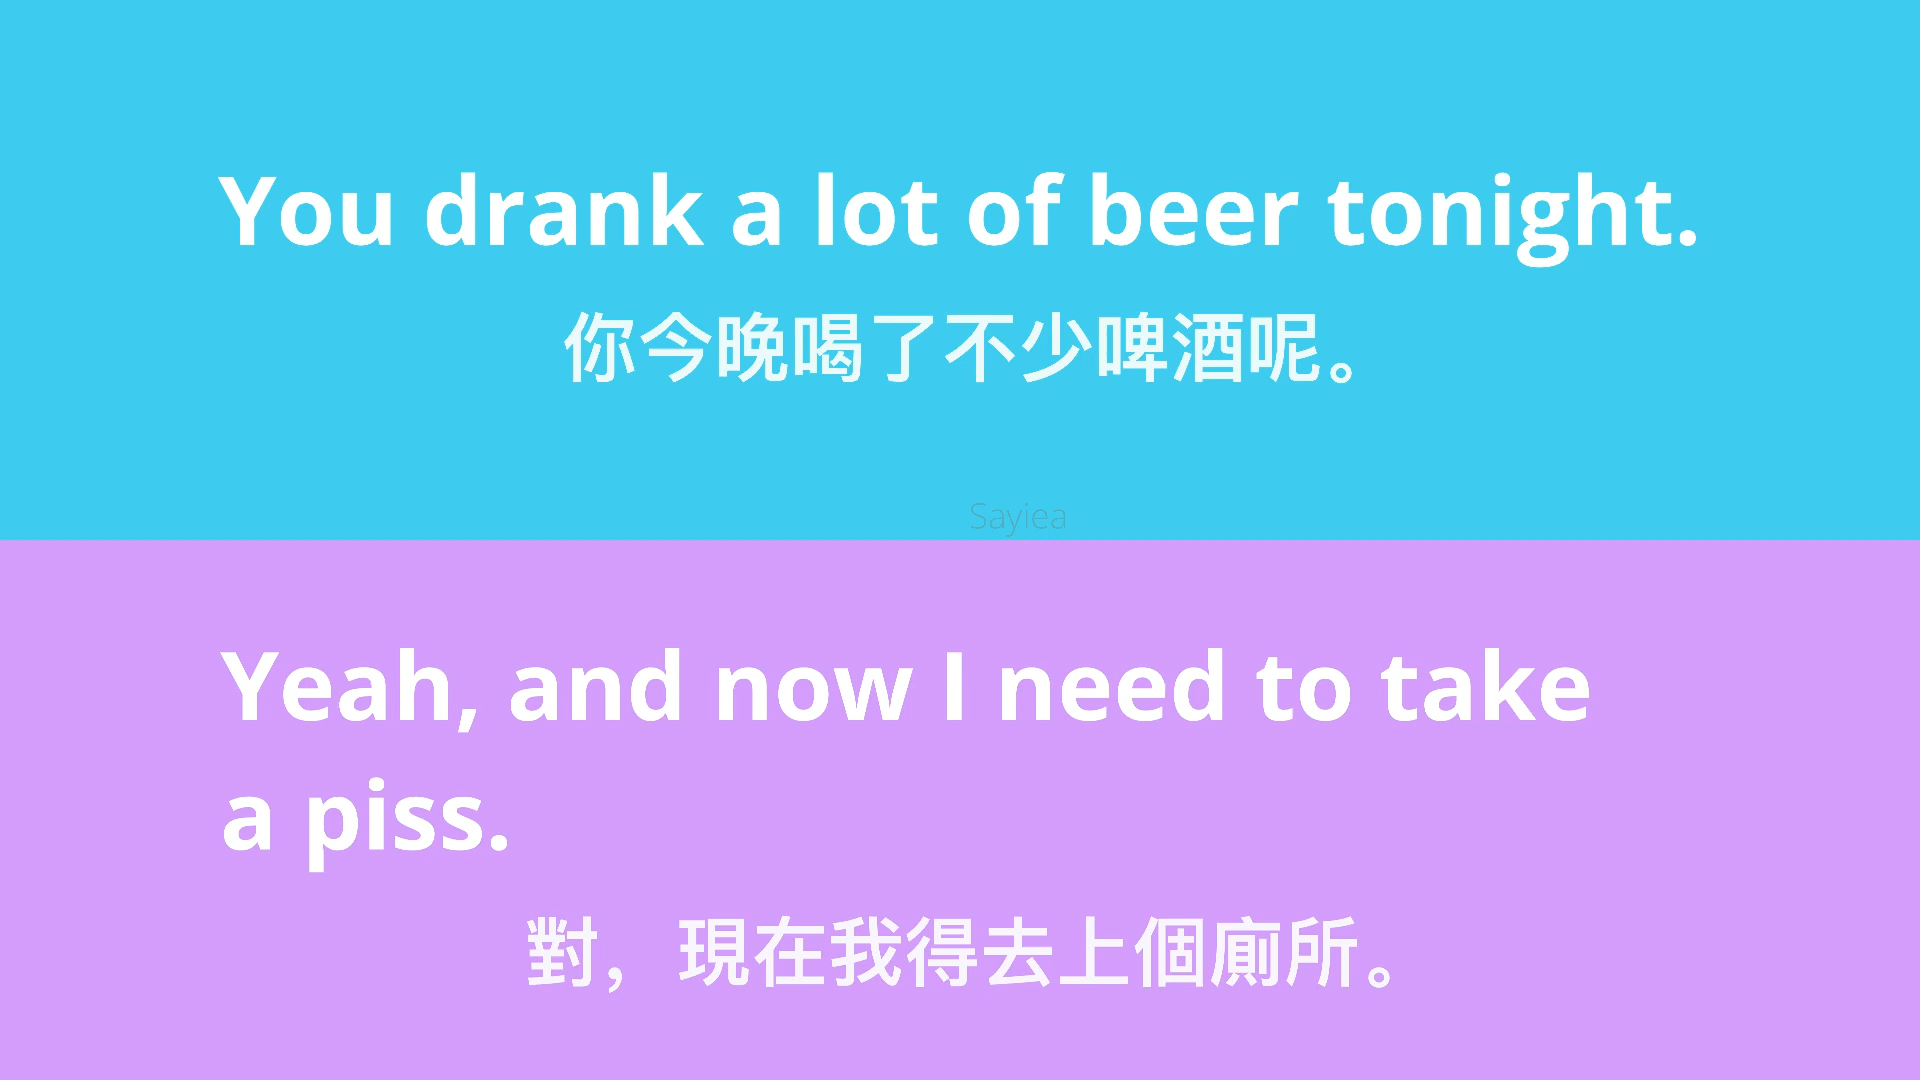 You drank a lot of beer tonight.
你今晚喝了不少啤酒呢。
Sayiea
Yeah, and now I need to take
a piss.
對，現在我得去上個廁所。